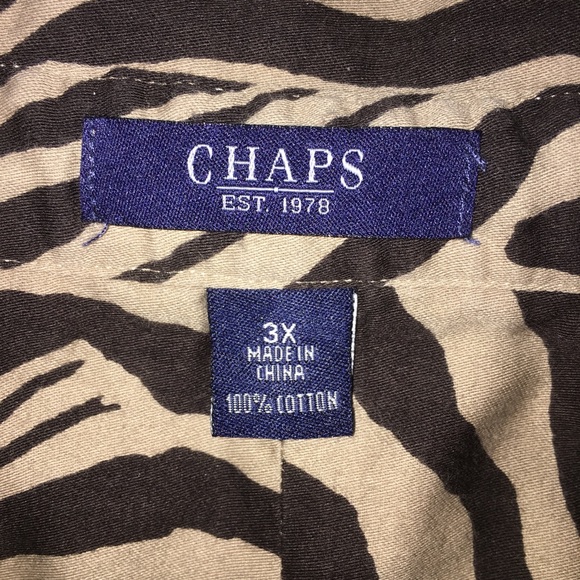 CHAPS
EST. 1978
3X
MADE IN
CHINA
100% COTTON